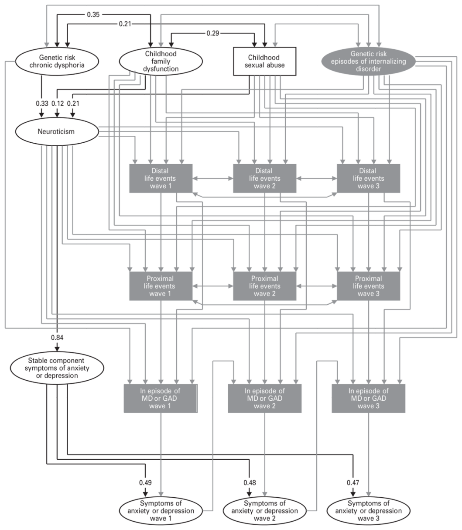 0.35
0.21
0.29
Genetic risk
chronic dysphoria
Childhood
family
dysfunction
Childhood
sexual abuse
Genetic risk
episodes of internalizing
disorder
0.33 0.12 0.21
Neuroticism
Distal
life events
wave 1
Distal
life events
wave 2
Distal
life events
wave 3
Proximal
life events
wave 1
Proximal
life events
wave 2
Proximal
life events
wave 3
0.84
Stable component
symptoms of anxiety
or depression
In episode of
MD or GAD
wave 1
In episode of
MD or GAD
wave 2
In episode of
MD or GAD
wave 3
0.49
0.48
0.47
Symptoms of
anxiety or depression
wave 1
Symptoms of
anxiety or depression
wave 2
Symptoms of
anxiety or depression
wave 3